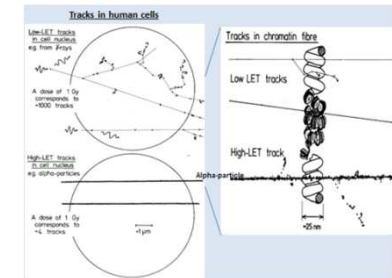 Tracks in human cells
Low-LET tracks
in cell nucleus
e.g. from γ-rays
A dose of 1 Gy
corresponds to
≈1000 tracks
High-LET tracks
in cell nucleus
eg. alpha-particles
A dose of 1 Gy
corresponds to
≈4 tracks
≈1μm
Tracks in chromatin fibre
Low LET tracks
High-LET track
Alpha-particle
≈25 nm